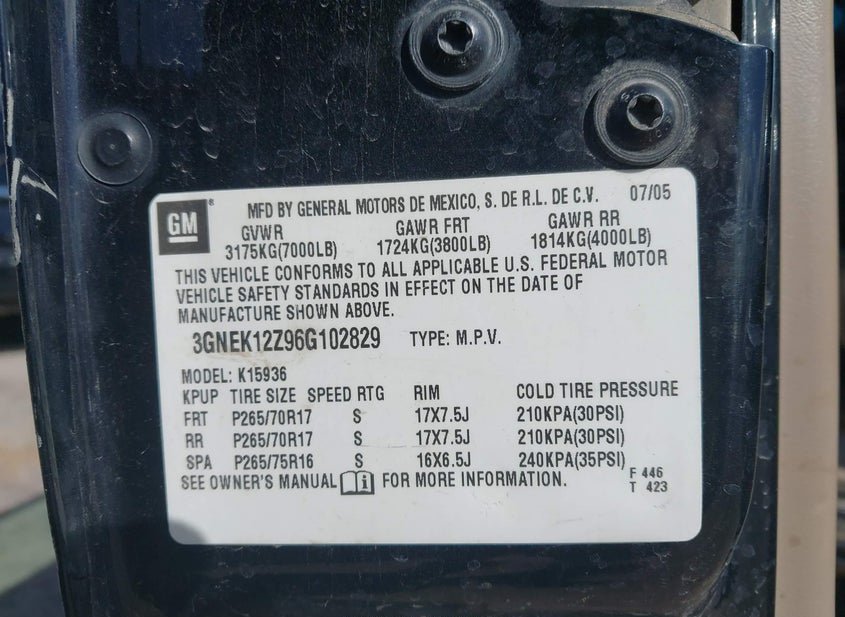 GM
MFD BY GENERAL MOTORS DE MEXICO, S. DE R.L. DE C.V. 07/05
GVWR GAWR FRT GAWR RR
3175KG(7000LB) 1724KG(3800LB) 1814KG(4000LB)
THIS VEHICLE CONFORMS TO ALL APPLICABLE U.S. FEDERAL MOTOR
VEHICLE SAFETY STANDARDS IN EFFECT ON THE DATE OF
MANUFACTURE SHOWN ABOVE.
3GNEK12Z96G102829 TYPE: M.P.V.
MODEL: K15936
KPUP TIRE SIZE SPEED RTG RIM COLD TIRE PRESSURE
FRT P265/70R17 S 17X7.5J 210KPA(30PSI)
RR P265/70R17 S 17X7.5J 210KPA(30PSI)
SPA P265/75R16 S 16X6.5J 240KPA(35PSI)
SEE OWNER'S MANUAL i FOR MORE INFORMATION.
F 446
T 423